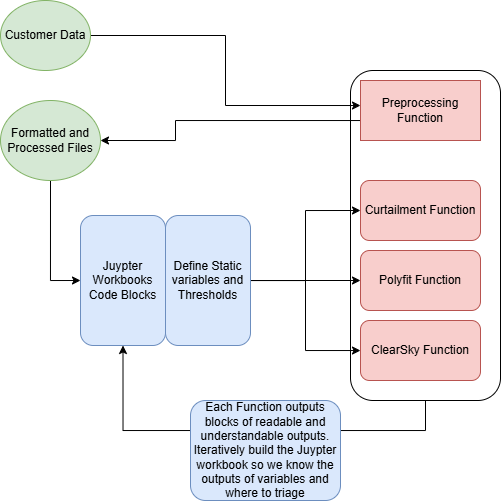 Customer Data
Preprocessing
Function
Formatted and
Processed Files
Curtailment Function
Juypter
Workbooks
Code Blocks
Define Static
variables and
Thresholds
Polyfit Function
ClearSky Function
Each Function outputs
blocks of readable and
understandable outputs.
Iteratively build the Juypter
workbook so we know the
outputs of variables and
where to triage